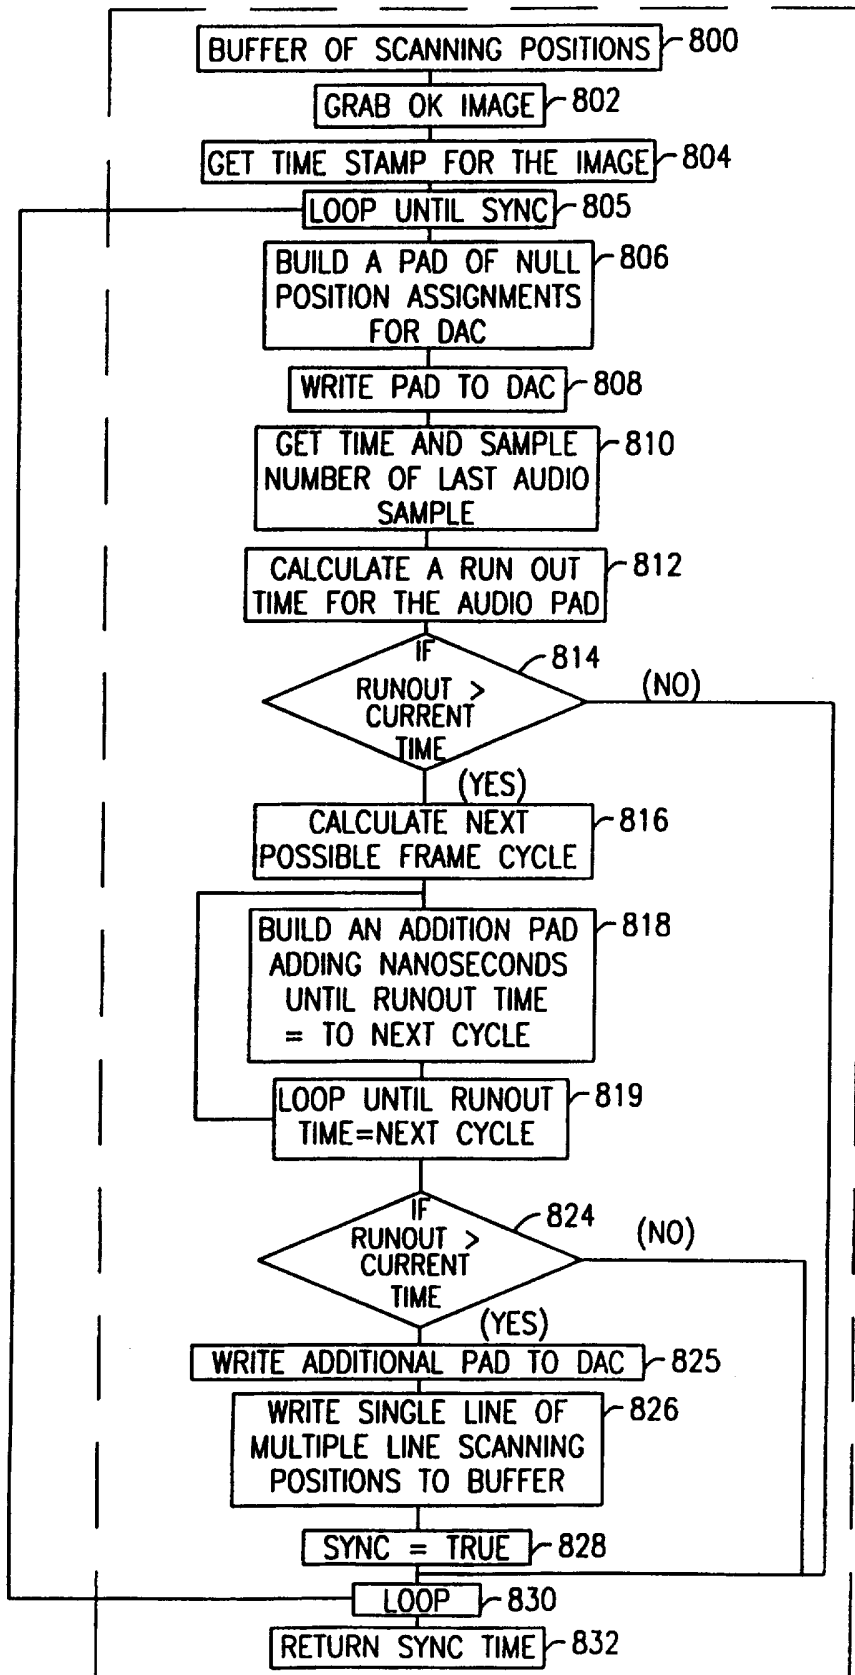 BUFFER OF SCANNING POSITIONS 800
GRAB OK IMAGE 802
GET TIME STAMP FOR THE IMAGE 804
LOOP UNTIL SYNC 805
BUILD A PAD OF NULL 806
POSITION ASSIGNMENTS
FOR DAC
WRITE PAD TO DAC 808
GET TIME AND SAMPLE 810
NUMBER OF LAST AUDIO
SAMPLE
CALCULATE A RUN OUT 812
TIME FOR THE AUDIO PAD
IF 814
RUNOUT > (NO)
CURRENT
TIME
(YES)
CALCULATE NEXT 816
POSSIBLE FRAME CYCLE
BUILD AN ADDITION PAD 818
ADDING NANOSECONDS
UNTIL RUNOUT TIME
= TO NEXT CYCLE
LOOP UNTIL RUNOUT 819
TIME=NEXT CYCLE
IF 824
RUNOUT > (NO)
CURRENT
TIME
(YES)
WRITE ADDITIONAL PAD TO DAC 825
WRITE SINGLE LINE OF 826
MULTIPLE LINE SCANNING
POSITIONS TO BUFFER
SYNC = TRUE 828
LOOP 830
RETURN SYNC TIME 832